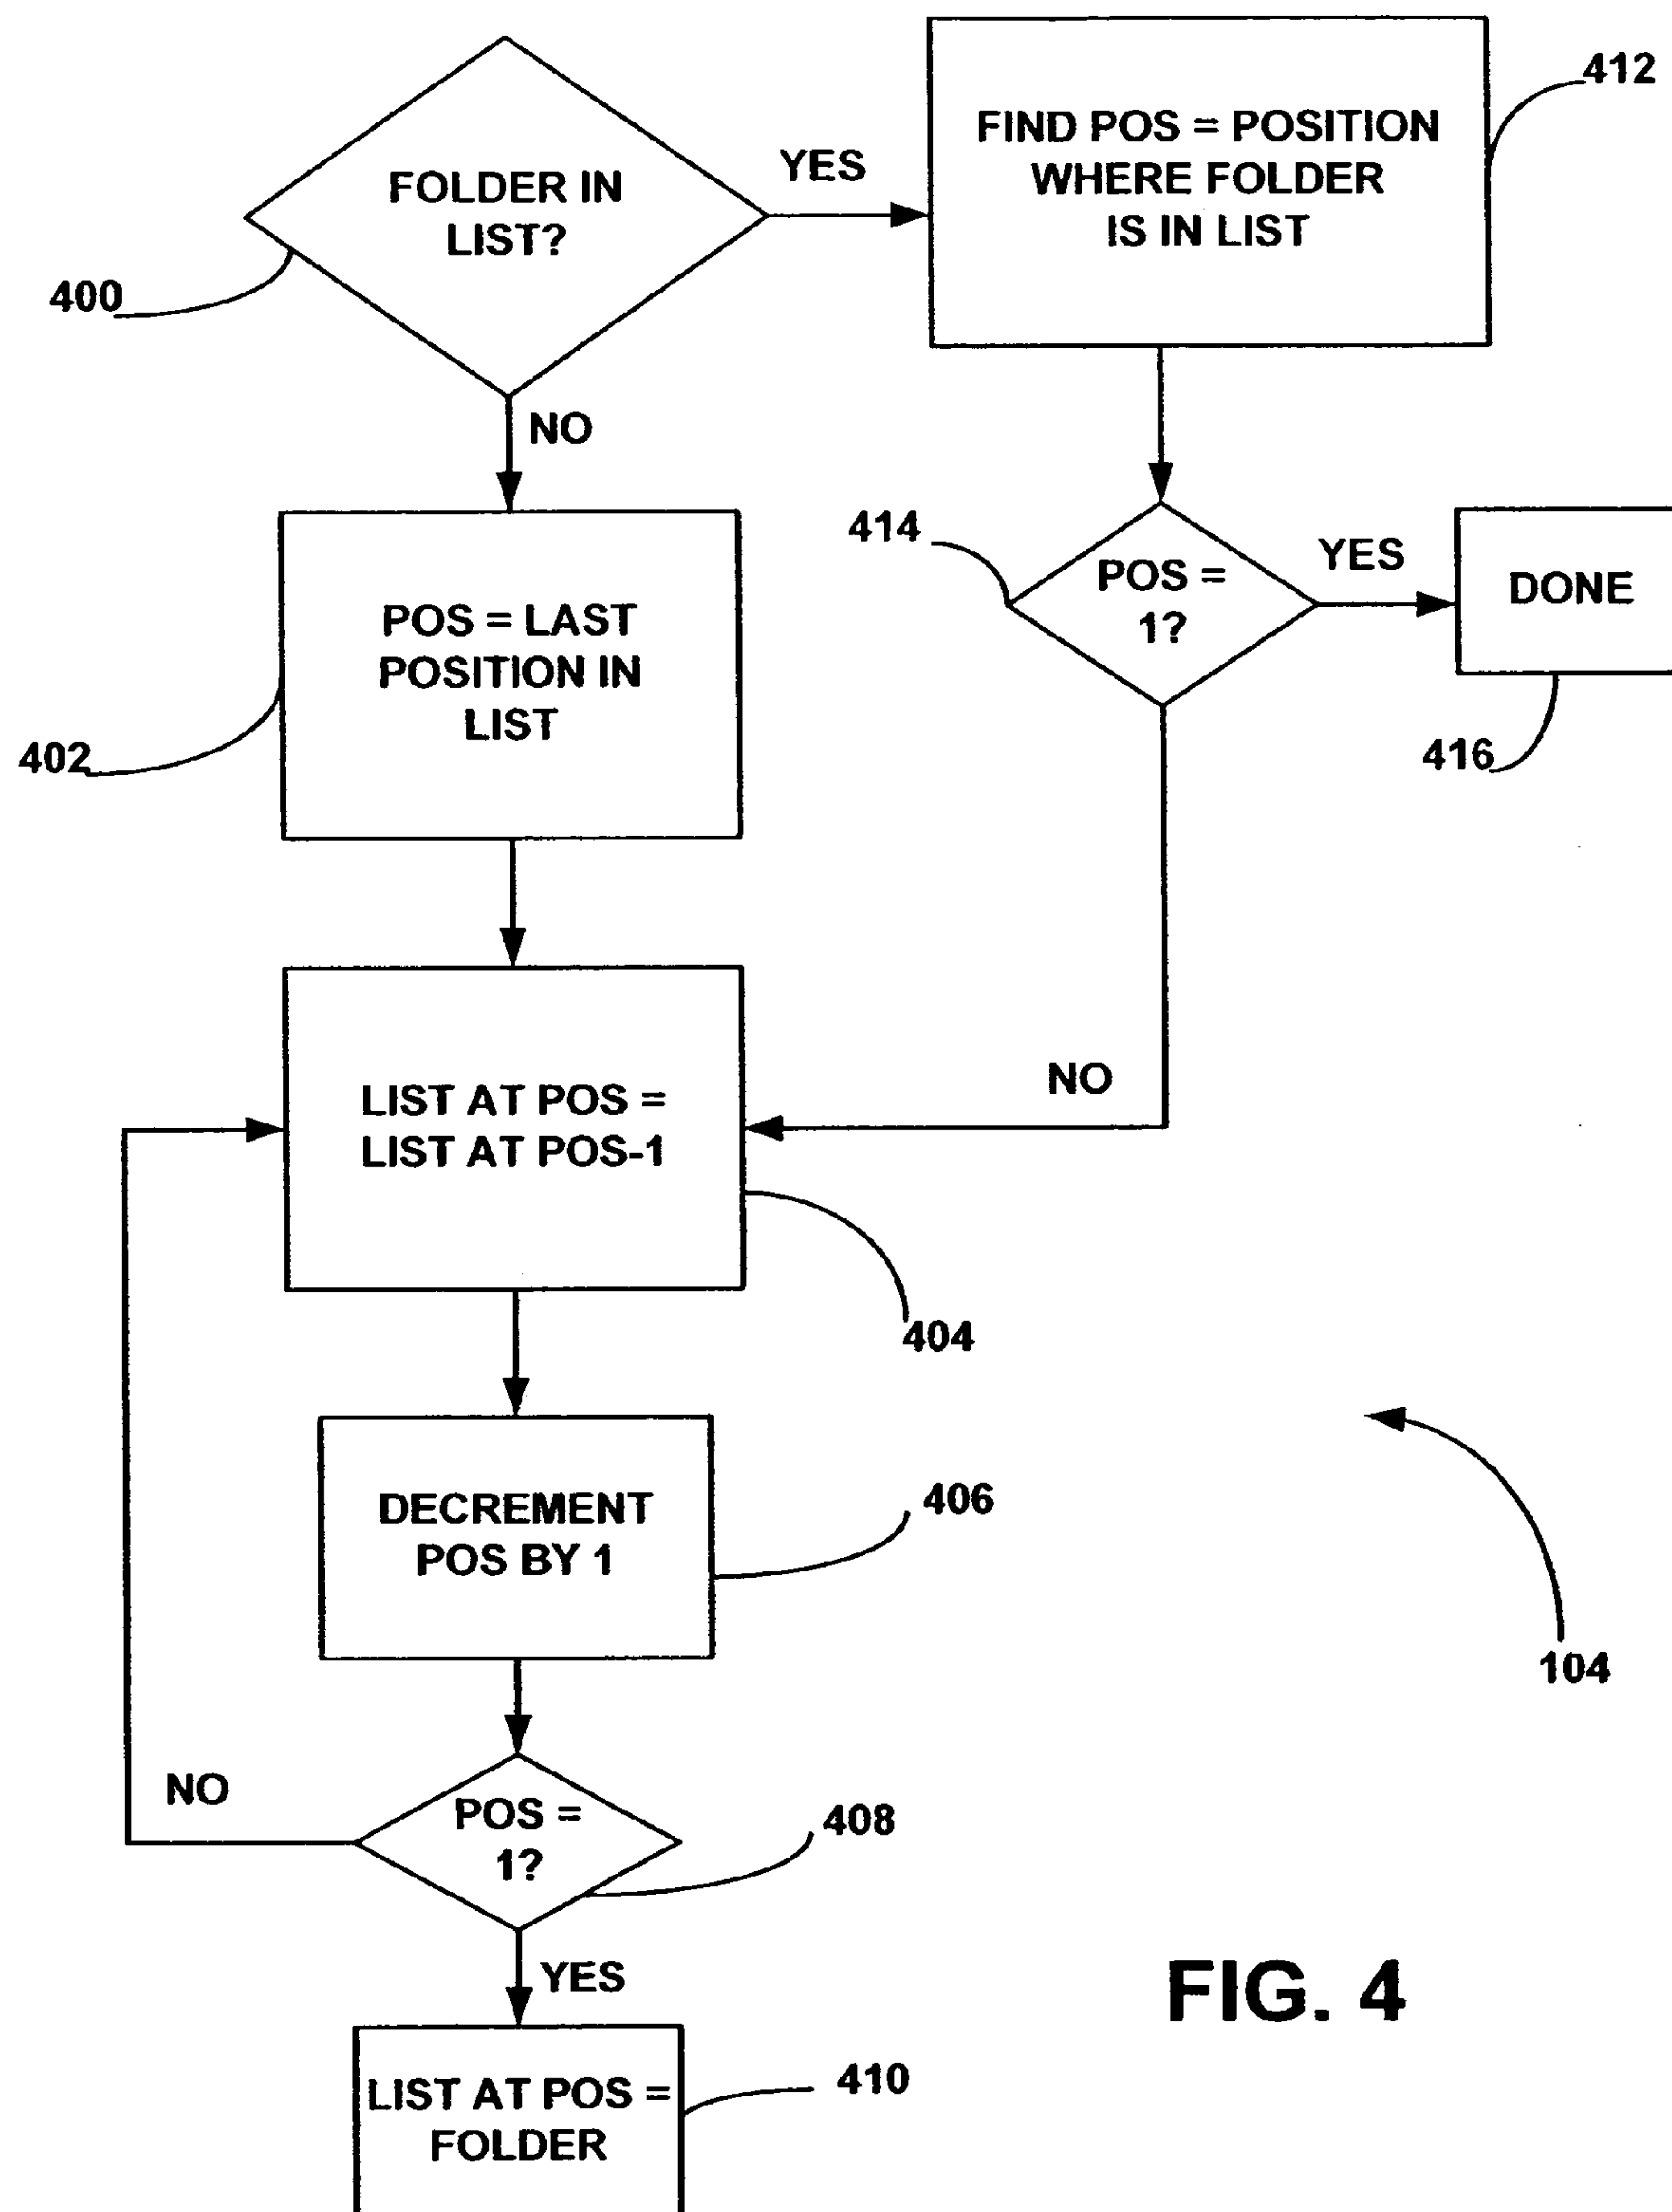 FOLDER IN
LIST?
400
YES
FIND POS = POSITION
WHERE FOLDER
IS IN LIST
412
NO
POS = LAST
POSITION IN
LIST
402
414
POS =
1?
YES
DONE
416
NO
LIST AT POS =
LIST AT POS-1
404
DECREMENT
POS BY 1
406
104
NO
POS =
1?
408
YES
LIST AT POS =
FOLDER
410
FIG. 4